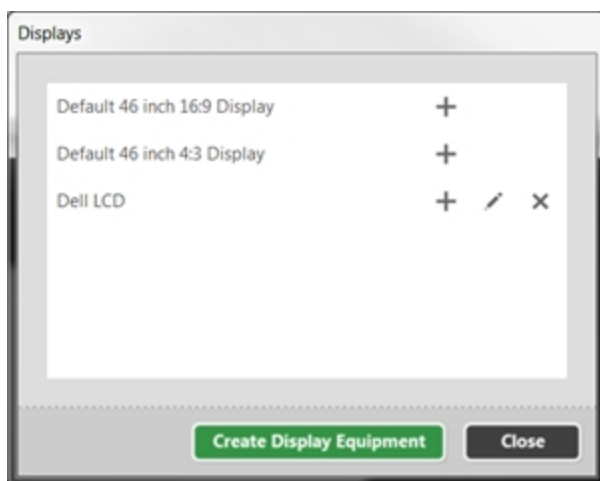 Displays
Default 46 inch 16:9 Display
Default 46 inch 4:3 Display
Dell LCD
Create Display Equipment
Close